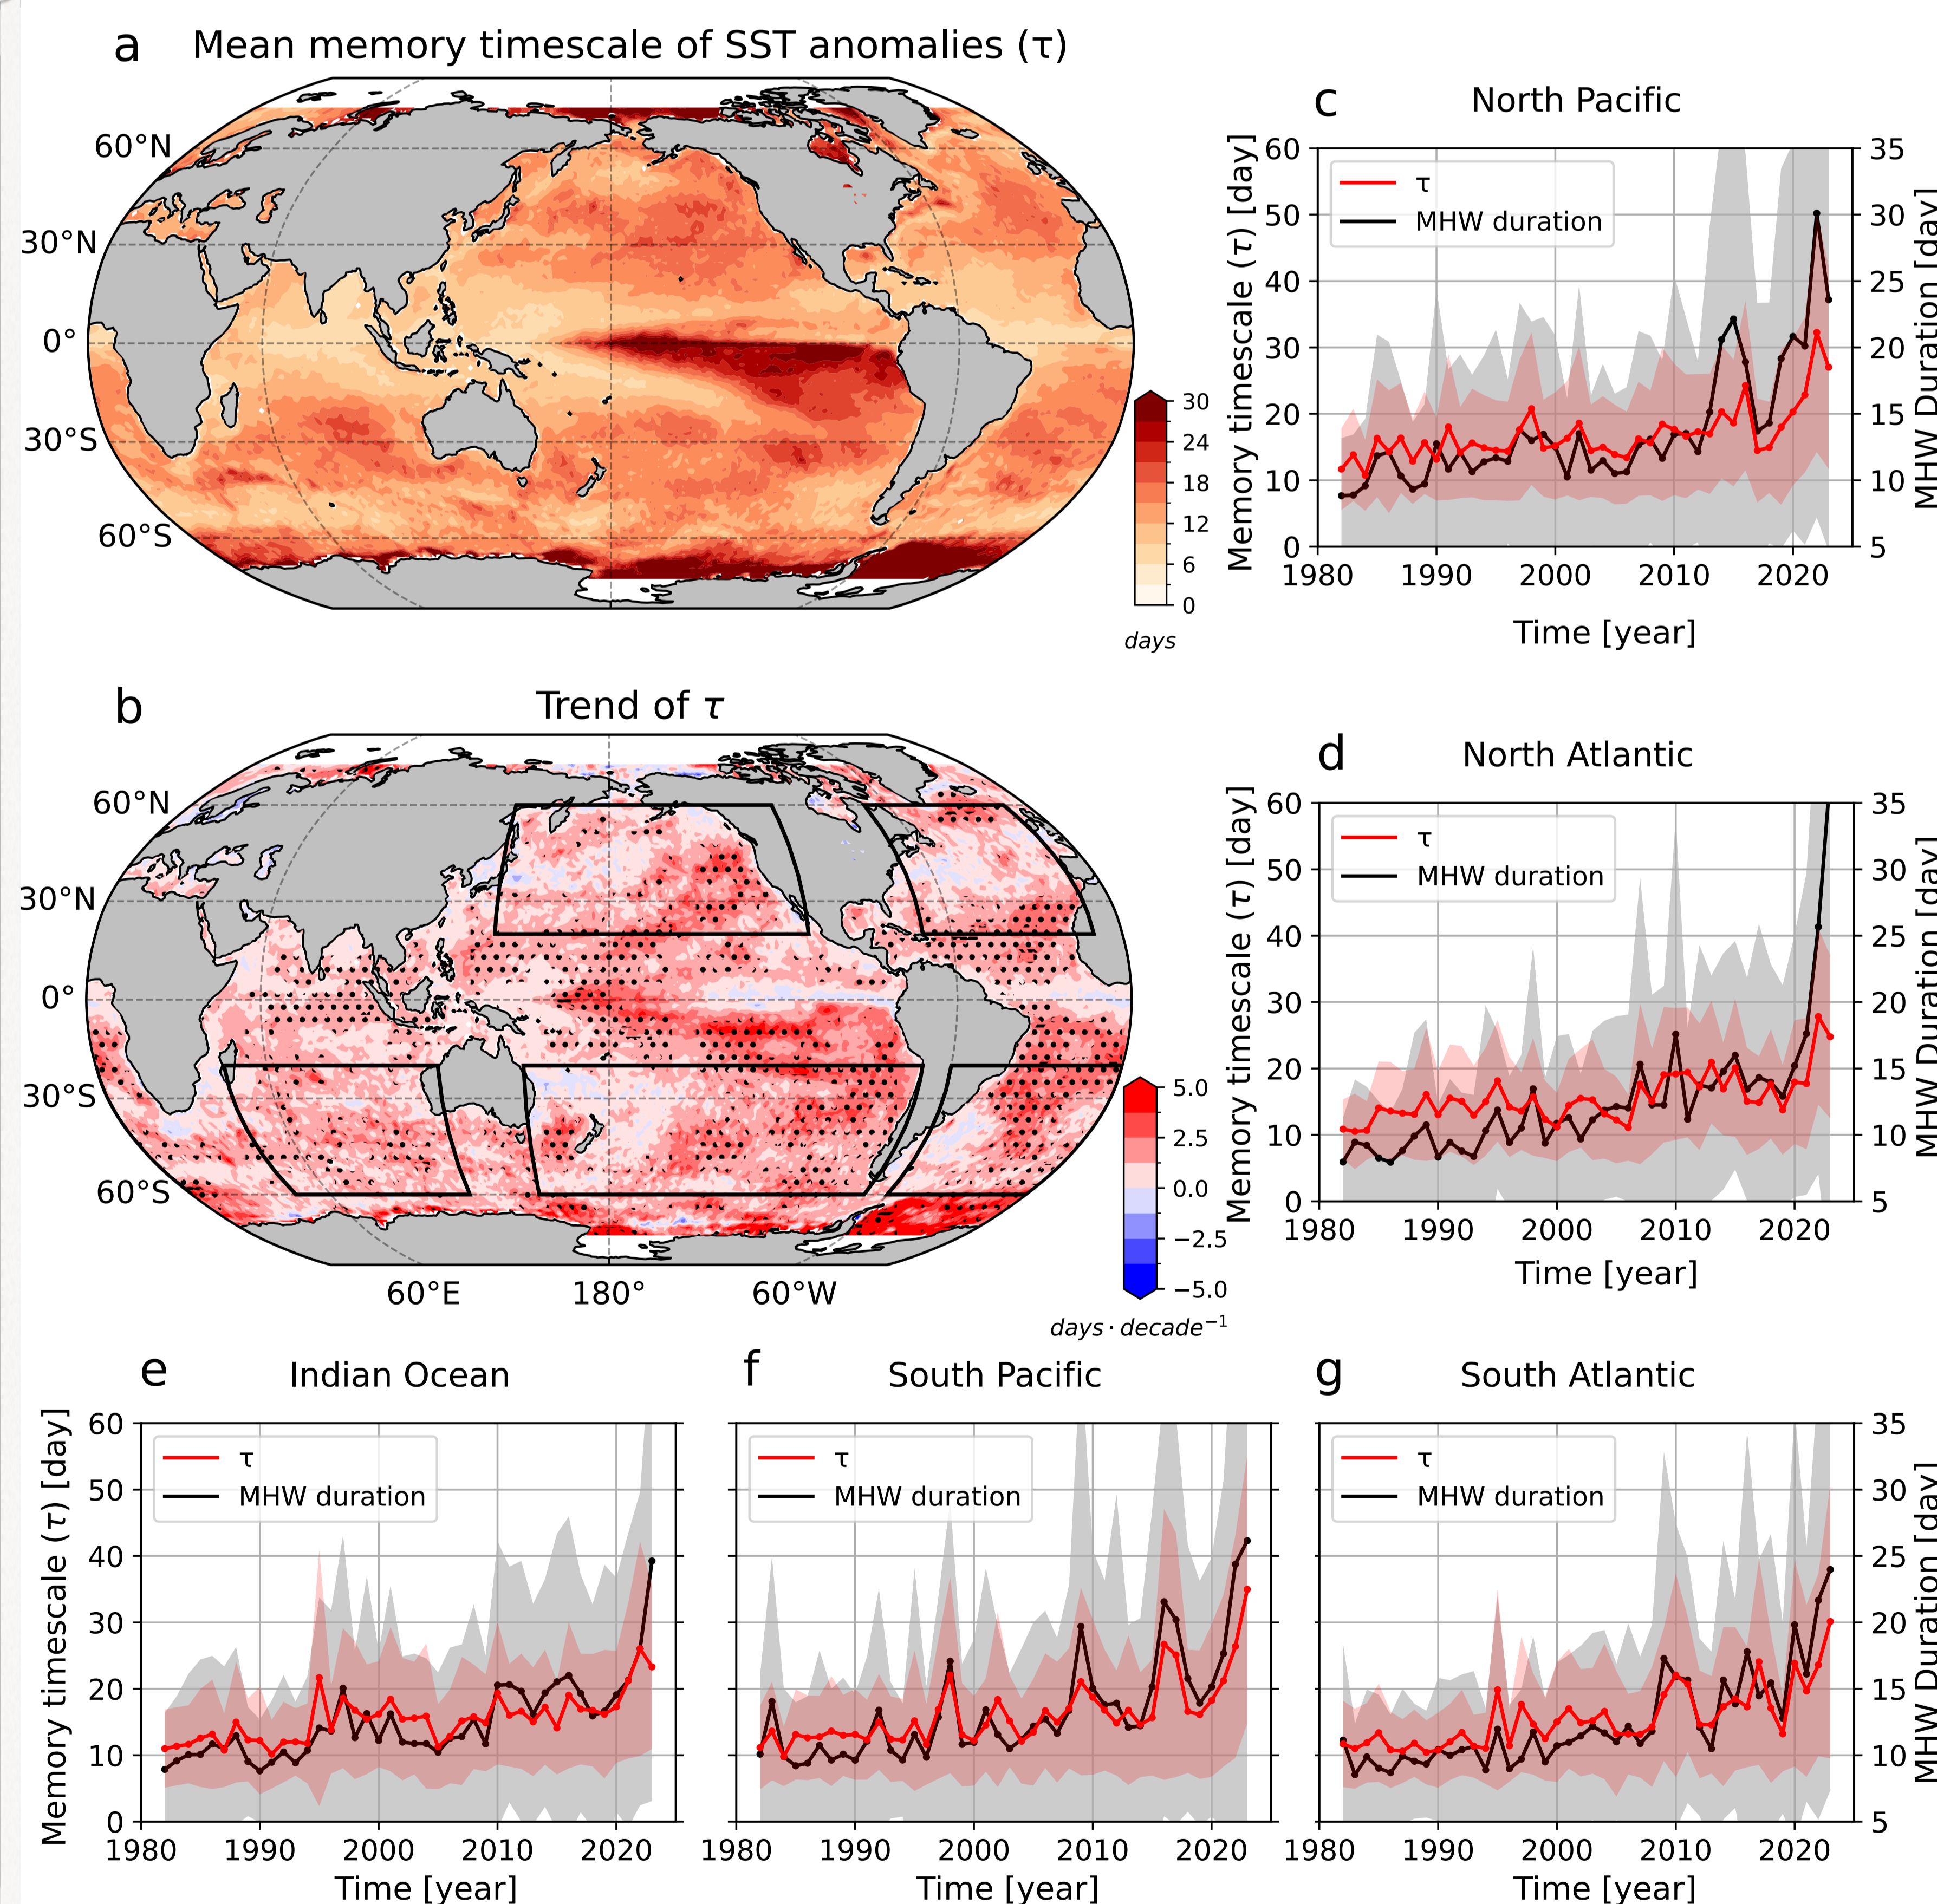 a Mean memory timescale of SST anomalies (τ)
60°N
30°N
0°
30°S
60°S
30
24
18
12
6
0
days
c North Pacific
Memory timescale (τ) [day]
60
50
40
30
20
10
0
τ
MHW duration
35
30
25
20
15
10
5
MHW Duration [day]
1980 1990 2000 2010 2020
Time [year]
b Trend of τ
60°N
30°N
0°
30°S
60°S
60°E 180° 60°W
5.0
2.5
0.0
−2.5
−5.0
days · decade⁻¹
d North Atlantic
Memory timescale (τ) [day]
60
50
40
30
20
10
0
τ
MHW duration
35
30
25
20
15
10
5
MHW Duration [day]
1980 1990 2000 2010 2020
Time [year]
e Indian Ocean
Memory timescale (τ) [day]
60
50
40
30
20
10
0
τ
MHW duration
1980 1990 2000 2010 2020
Time [year]
f South Pacific
τ
MHW duration
1980 1990 2000 2010 2020
Time [year]
g South Atlantic
τ
MHW duration
35
30
25
20
15
10
5
MHW Duration [day]
1980 1990 2000 2010 2020
Time [year]